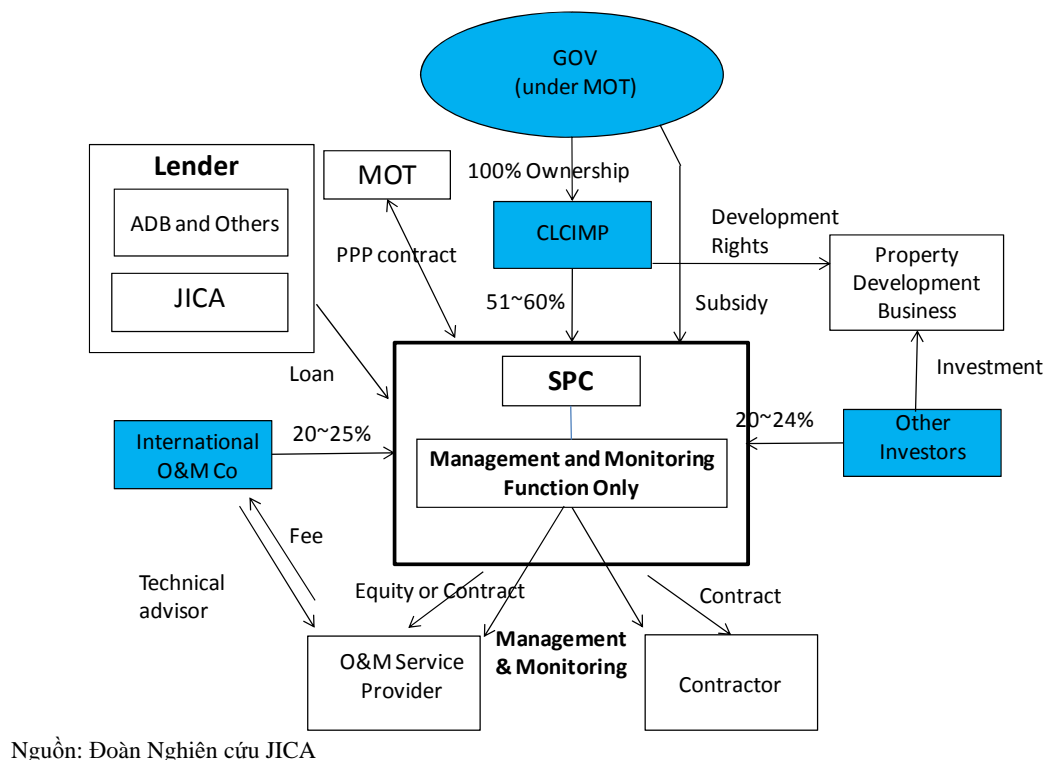 GOV
(under MOT)
Lender
ADB and Others
JICA
MOT
100% Ownership
CLCIMP
Development
Rights
Property
Development
Business
PPP contract
51~60%
Subsidy
Loan
SPC
Investment
International
O&M Co
20~25%
Management and Monitoring
Function Only
20~24%
Other
Investors
Fee
Technical
advisor
Equity or Contract
Contract
O&M Service
Provider
Management
& Monitoring
Contractor
Nguồn: Đoàn Nghiên cứu JICA